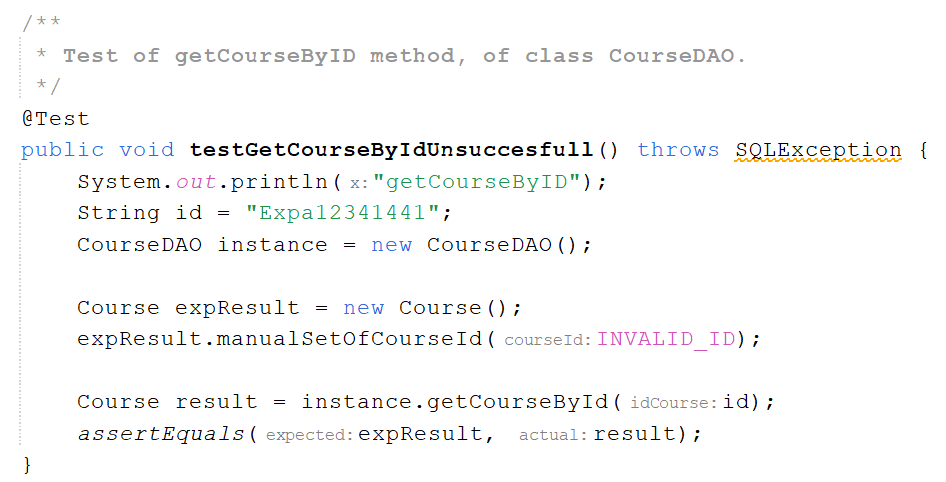 /**
 * Test of getCourseByID method, of class CourseDAO.
 */
@Test
public void testGetCourseByIdUnsuccesfull() throws SQLException {
    System.out.println( x: "getCourseByID");
    String id = "Expa12341441";
    CourseDAO instance = new CourseDAO();

    Course expResult = new Course();
    expResult.manualSetOfCourseId( courseId: INVALID_ID);

    Course result = instance.getCourseById( idCourse: id);
    assertEquals( expected: expResult, actual: result);
}